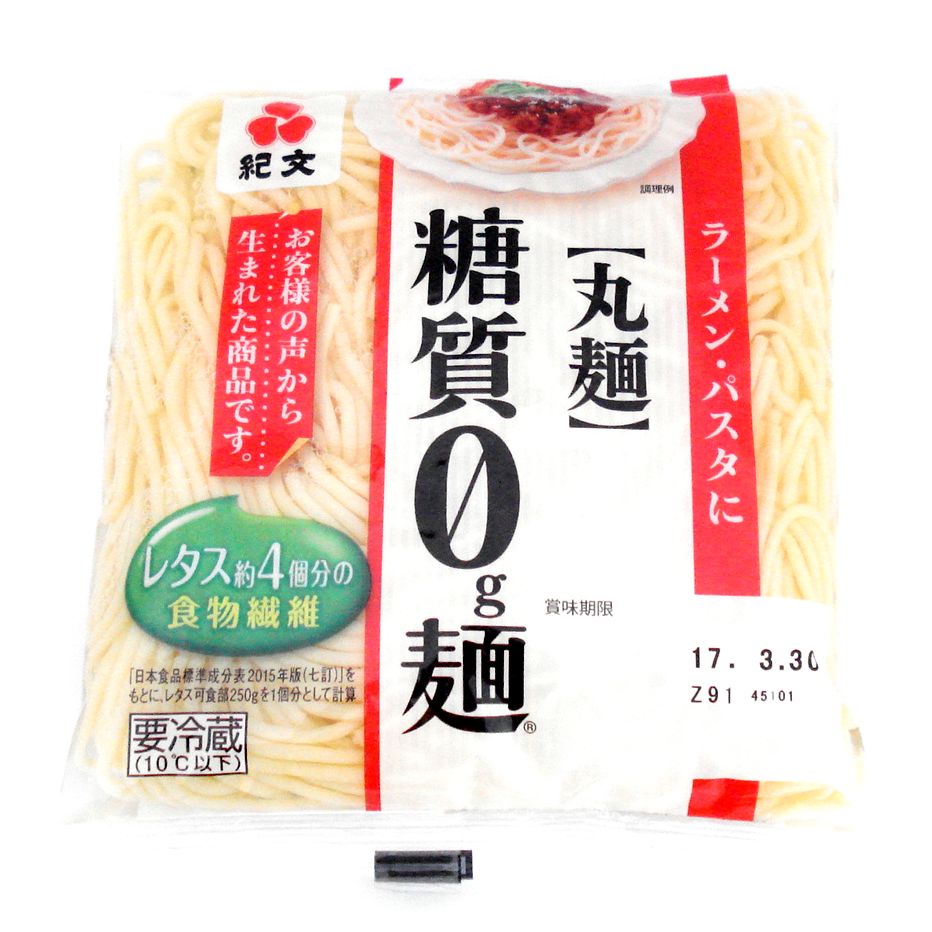 紀文
調理例
ラーメン・パスタに
【丸麺】
糖質0g麺®
お客様の声から
生まれた商品です。
レタス約4個分の
食物繊維
「日本食品標準成分表2015年版(七訂)」を
もとに、レタス可食部250gを1個分として計算
要冷蔵
(10℃以下)
賞味期限
17. 3.30
Z91 45101